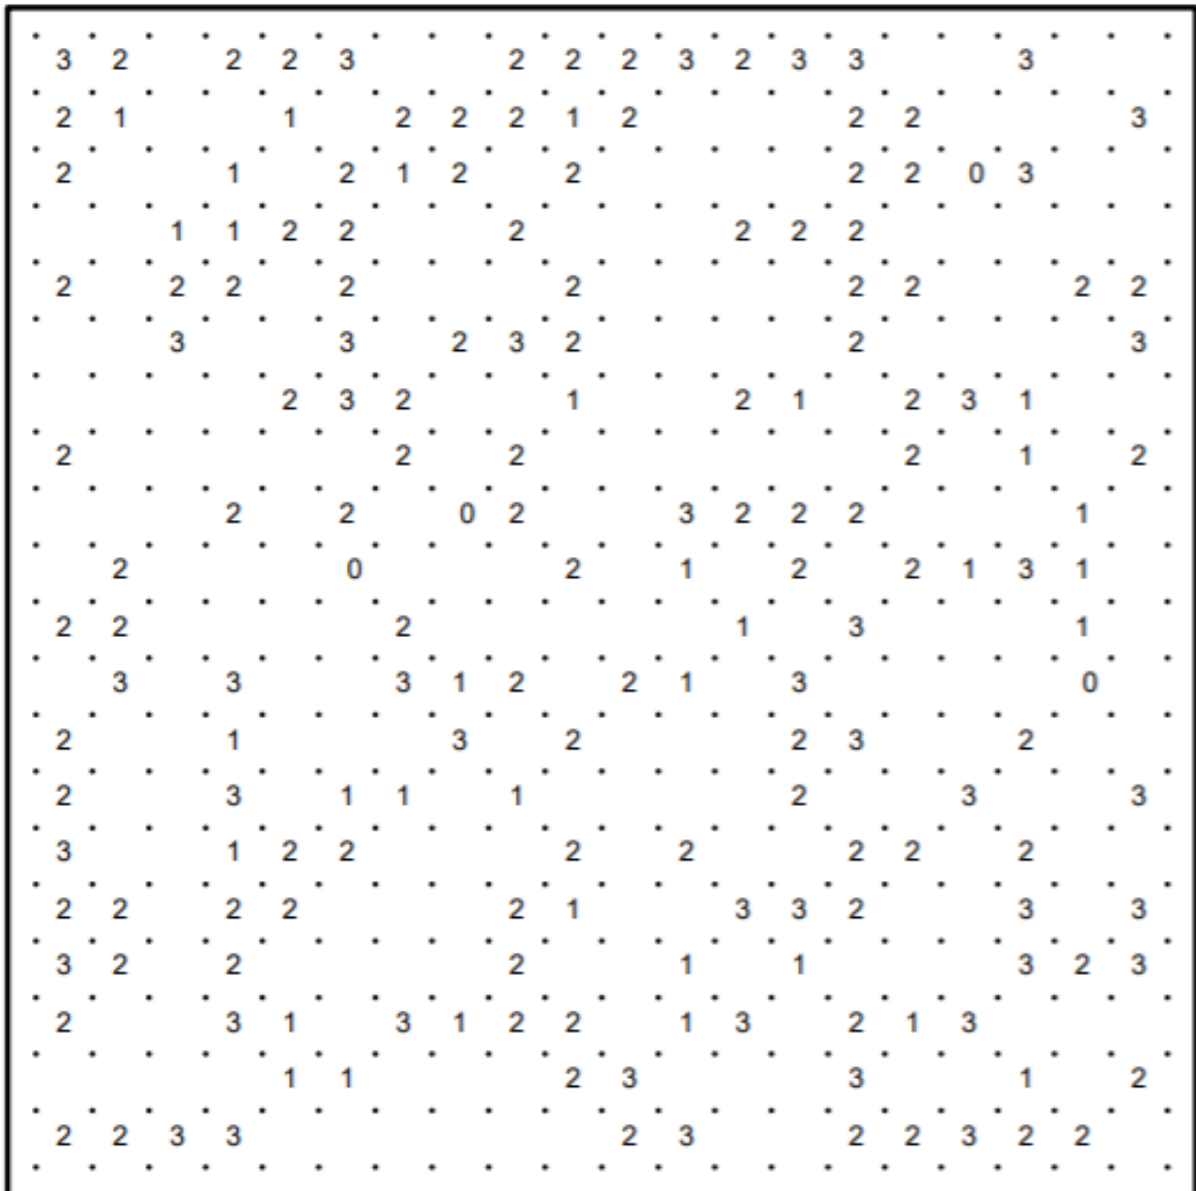 3 2 2 2 3 2 2 2 3 2 3 3 3
2 1 1 2 2 2 1 2 2 2 3
2 1 2 1 2 2 2 2 0 3
1 1 2 2 2 2 2 2
2 2 2 2 2 2 2 2 2
3 3 2 3 2 2 3
2 3 2 1 2 1 2 3 1
2 2 2 2 1 2
2 2 0 2 3 2 2 2 1
2 0 2 1 2 2 1 3 1
2 2 2 1 3 1
3 3 3 1 2 2 1 3 0
2 1 3 2 2 3 2
2 3 1 1 1 2 3 3
3 1 2 2 2 2 2 2 2
2 2 2 2 2 1 3 3 2 3 3
3 2 2 2 1 1 3 2 3
2 3 1 3 1 2 2 1 3 2 1 3
1 1 2 3 3 1 2
2 2 3 3 2 3 2 2 3 2 2